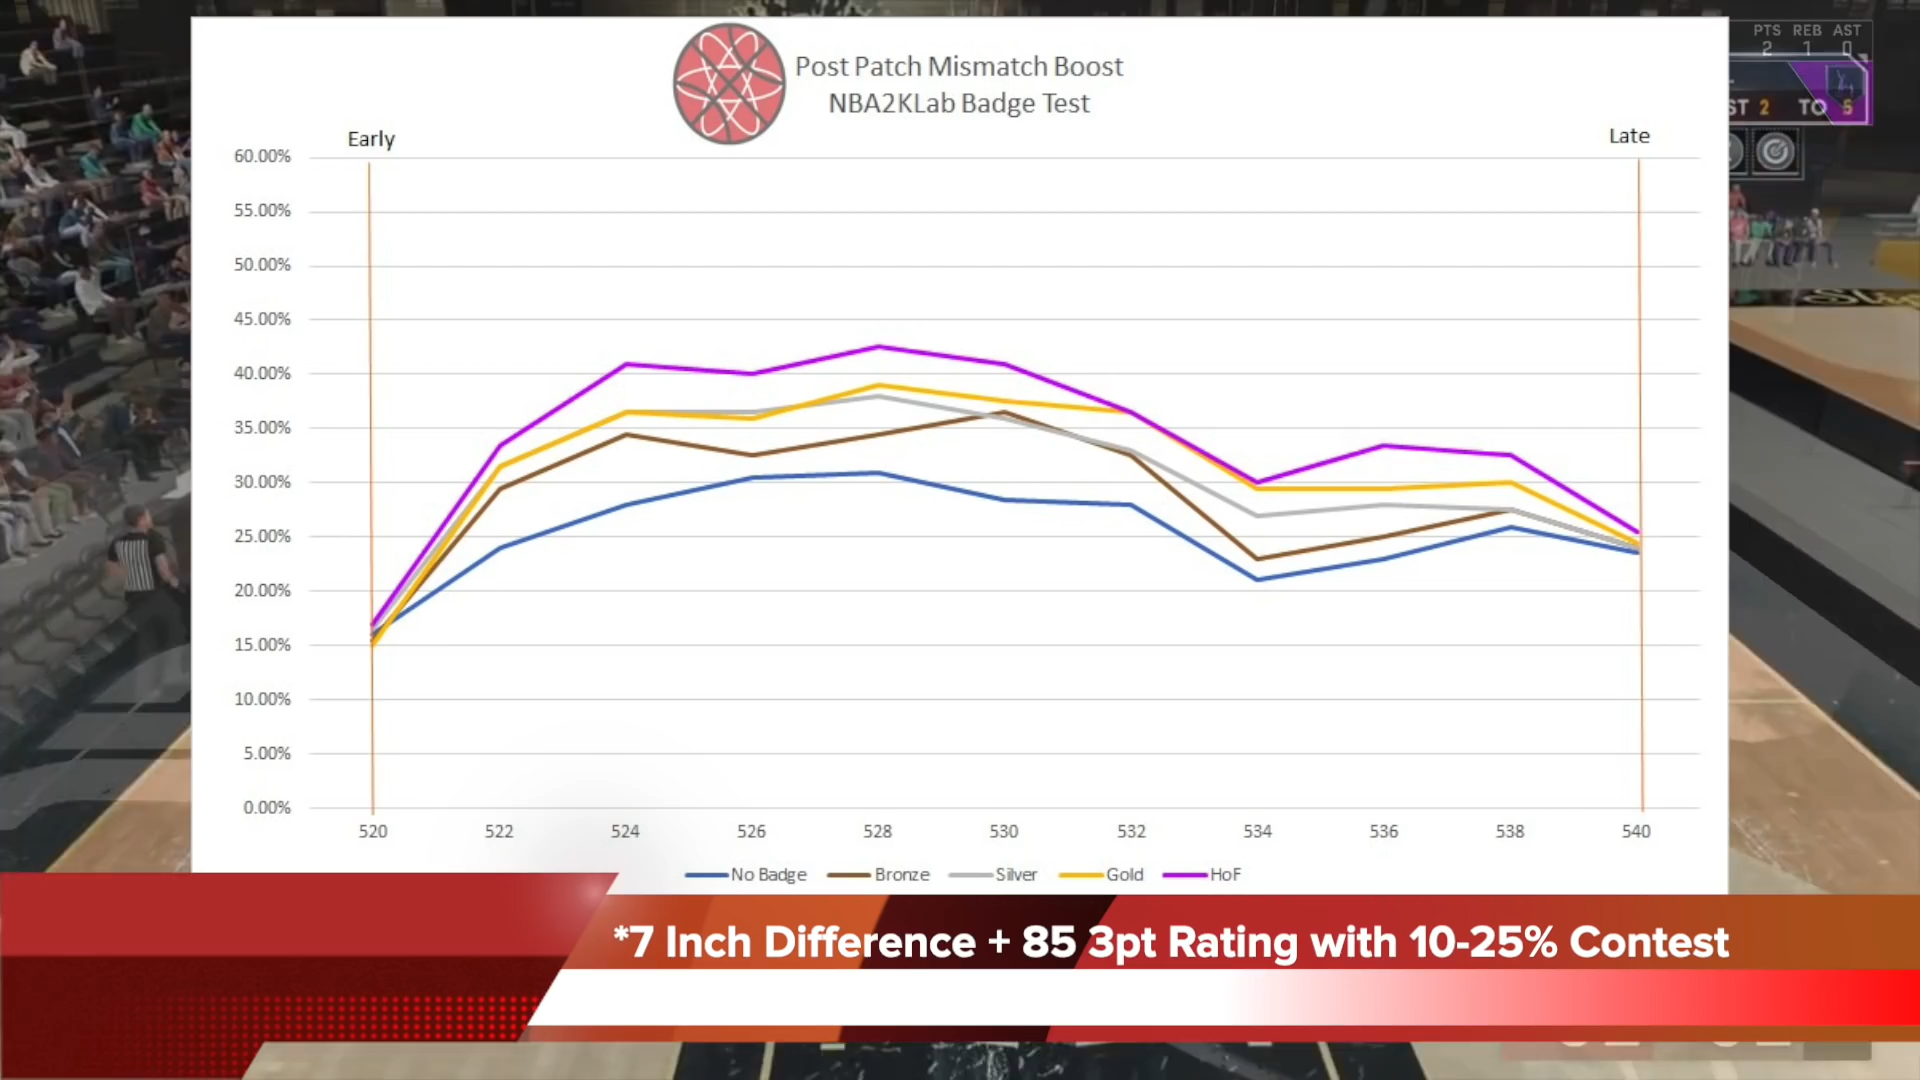 PTS REB AST
2 1 0
ST 2 TO 5
Post Patch Mismatch Boost
NBA2KLab Badge Test
Early
Late
60.00%
55.00%
50.00%
45.00%
40.00%
35.00%
30.00%
25.00%
20.00%
15.00%
10.00%
5.00%
0.00%
520 522 524 526 528 530 532 534 536 538 540
No Badge Bronze Silver Gold HoF
*7 Inch Difference + 85 3pt Rating with 10-25% Contest